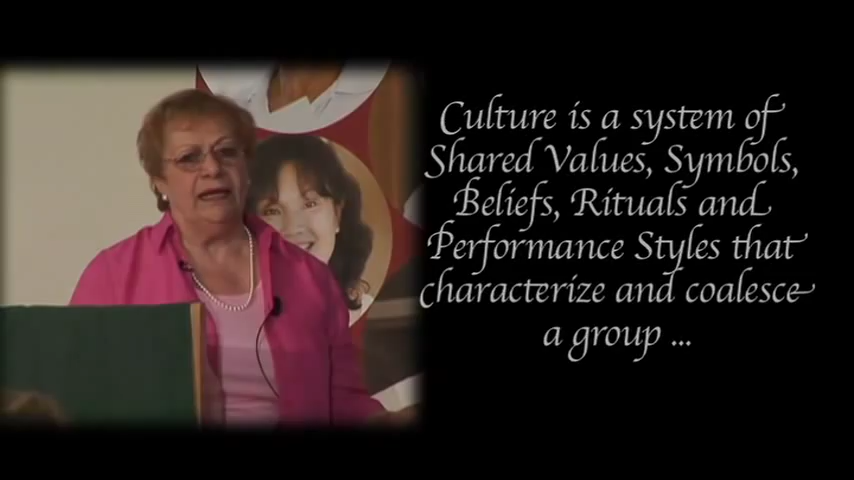 Culture is a system of
Shared Values, Symbols,
Beliefs, Rituals and
Performance Styles that
characterize and coalesce
a group ...